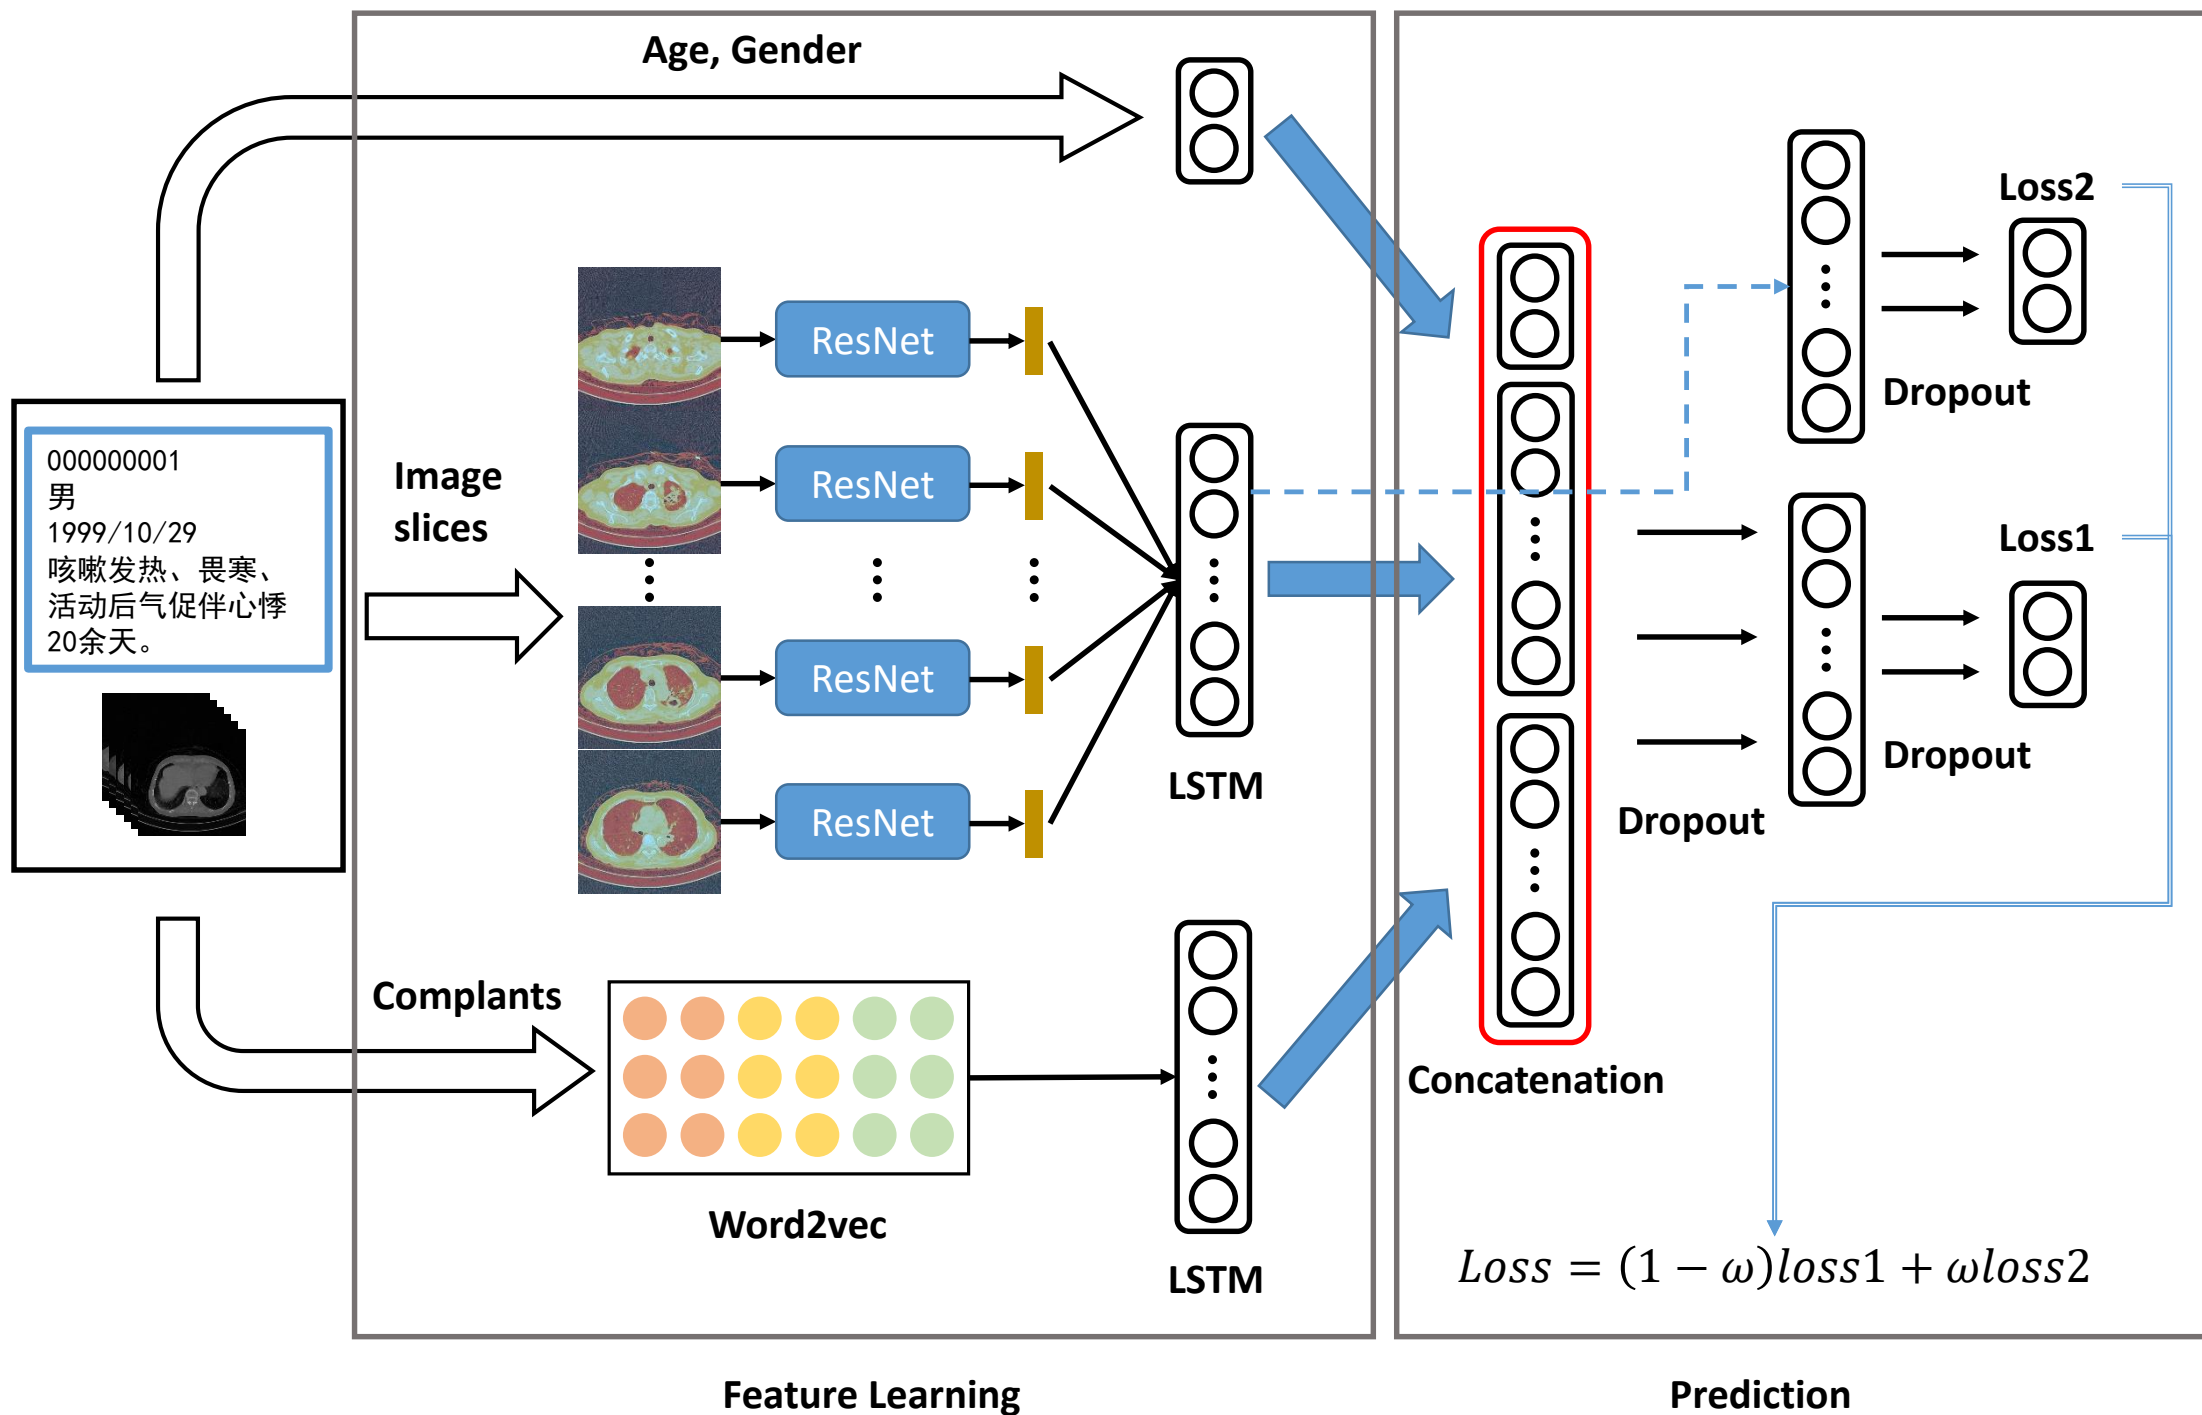 Age, Gender
000000001
男
1999/10/29
咳嗽发热、畏寒、
活动后气促伴心悸
20余天。
Image
slices
ResNet
ResNet
ResNet
ResNet
LSTM
Complants
Word2vec
LSTM
Feature Learning
Loss2
Dropout
Loss1
Dropout
Dropout
Concatenation
Loss = (1 − ω)loss1 + ωloss2
Prediction